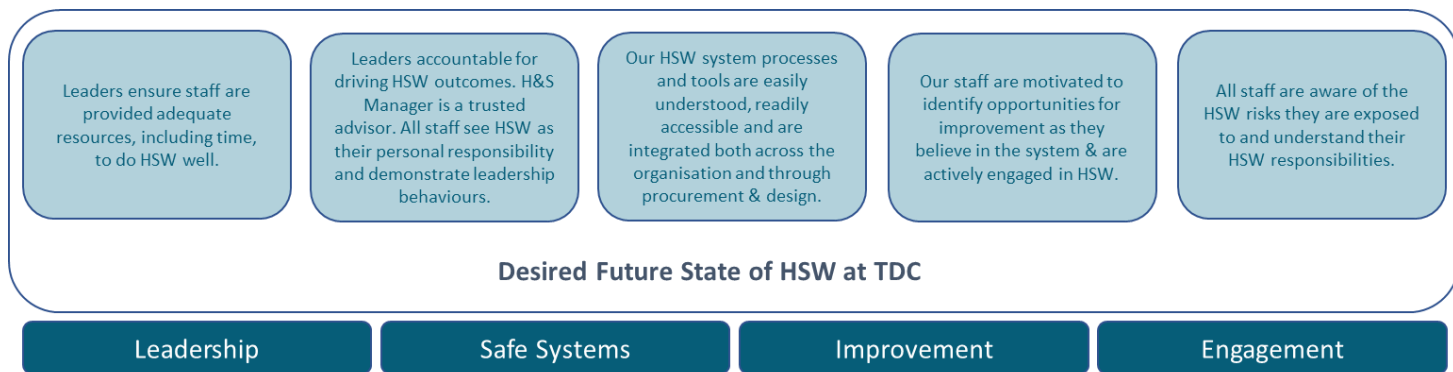 Leaders ensure staff are
provided adequate
resources, including time,
to do HSW well.
Leaders accountable for
driving HSW outcomes. H&S
Manager is a trusted
advisor. All staff see HSW as
their personal responsibility
and demonstrate leadership
behaviours.
Our HSW system processes
and tools are easily
understood, readily
accessible and are
integrated both across the
organisation and through
procurement & design.
Our staff are motivated to
identify opportunities for
improvement as they
believe in the system & are
actively engaged in HSW.
All staff are aware of the
HSW risks they are exposed
to and understand their
HSW responsibilities.
Desired Future State of HSW at TDC
Leadership
Safe Systems
Improvement
Engagement